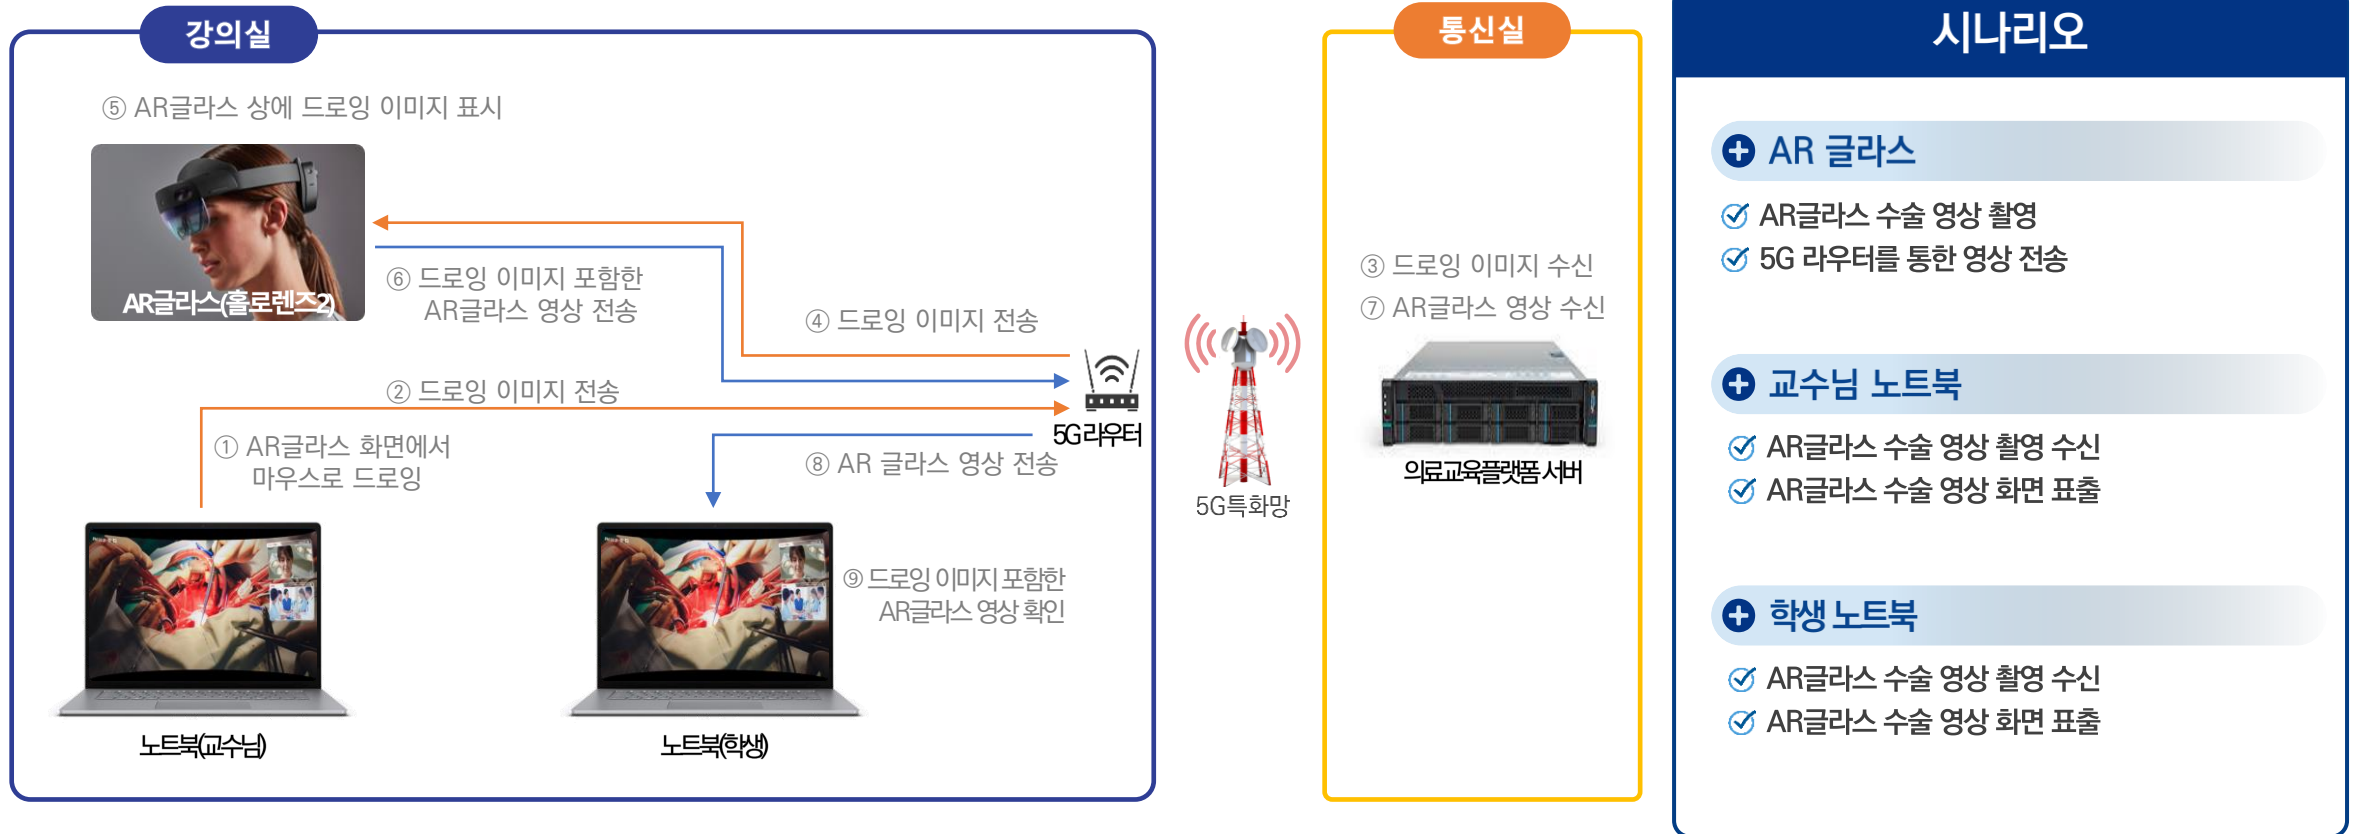 강의실
⑤ AR글라스 상에 드로잉 이미지 표시
AR글라스(홀로렌즈2)
⑥ 드로잉 이미지 포함한
AR글라스 영상 전송
④ 드로잉 이미지 전송
② 드로잉 이미지 전송
5G 라우터
① AR글라스 화면에서
마우스로 드로잉
⑧ AR 글라스 영상 전송
⑨ 드로잉 이미지 포함한
AR글라스 영상 확인
노트북(교수님)
노트북(학생)
5G특화망
통신실
③ 드로잉 이미지 수신
⑦ AR글라스 영상 수신
의료교육플랫폼 서버
시나리오
AR 글라스
AR글라스 수술 영상 촬영
5G 라우터를 통한 영상 전송
교수님 노트북
AR글라스 수술 영상 촬영 수신
AR글라스 수술 영상 화면 표출
학생 노트북
AR글라스 수술 영상 촬영 수신
AR글라스 수술 영상 화면 표출